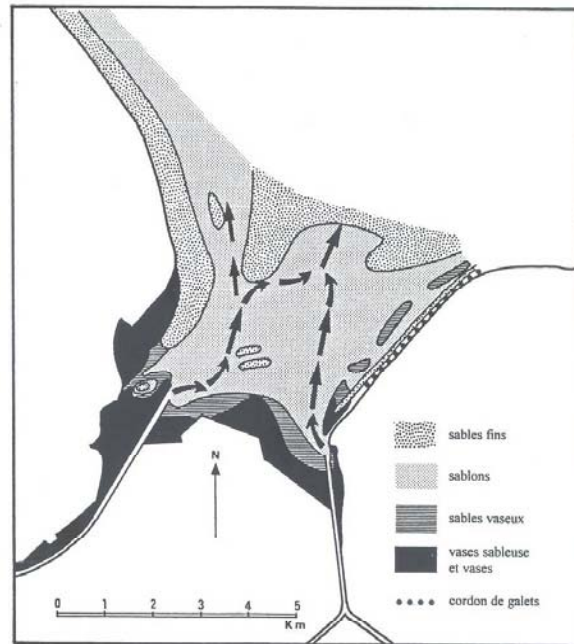 sables fins
sablons
sables vaseux
vases sableuse
et vases
cordon de galets
N
0 1 2 3 4 5
Km